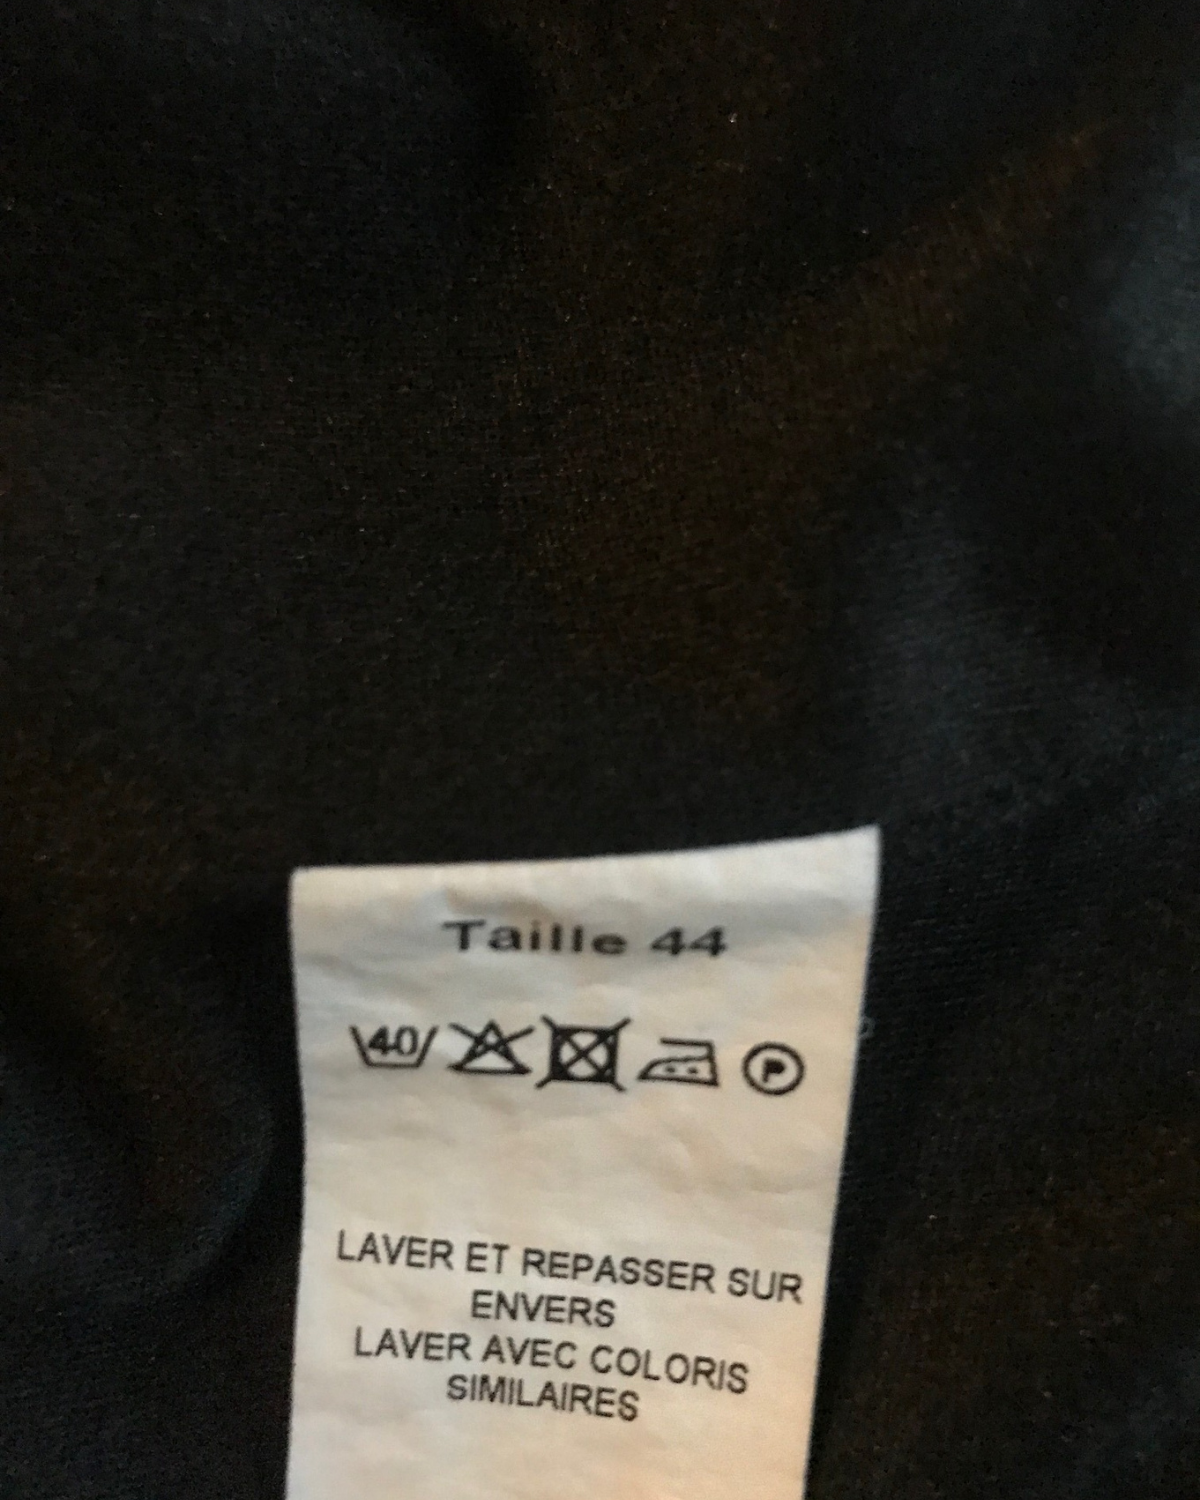 Taille 44
40 P
LAVER ET REPASSER SUR
ENVERS
LAVER AVEC COLORIS
SIMILAIRES